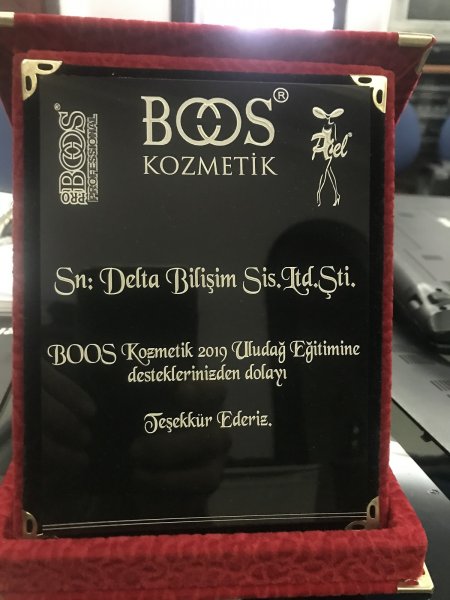 BOOS®
KOZMETİK
PRO BOOS®
PROFESSIONAL
Sn: Delta Bilişim Sis.Ltd.Şti.
BOOS Kozmetik 2019 Uludağ Eğitimine
desteklerinizden dolayı
Teşekkür Ederiz.